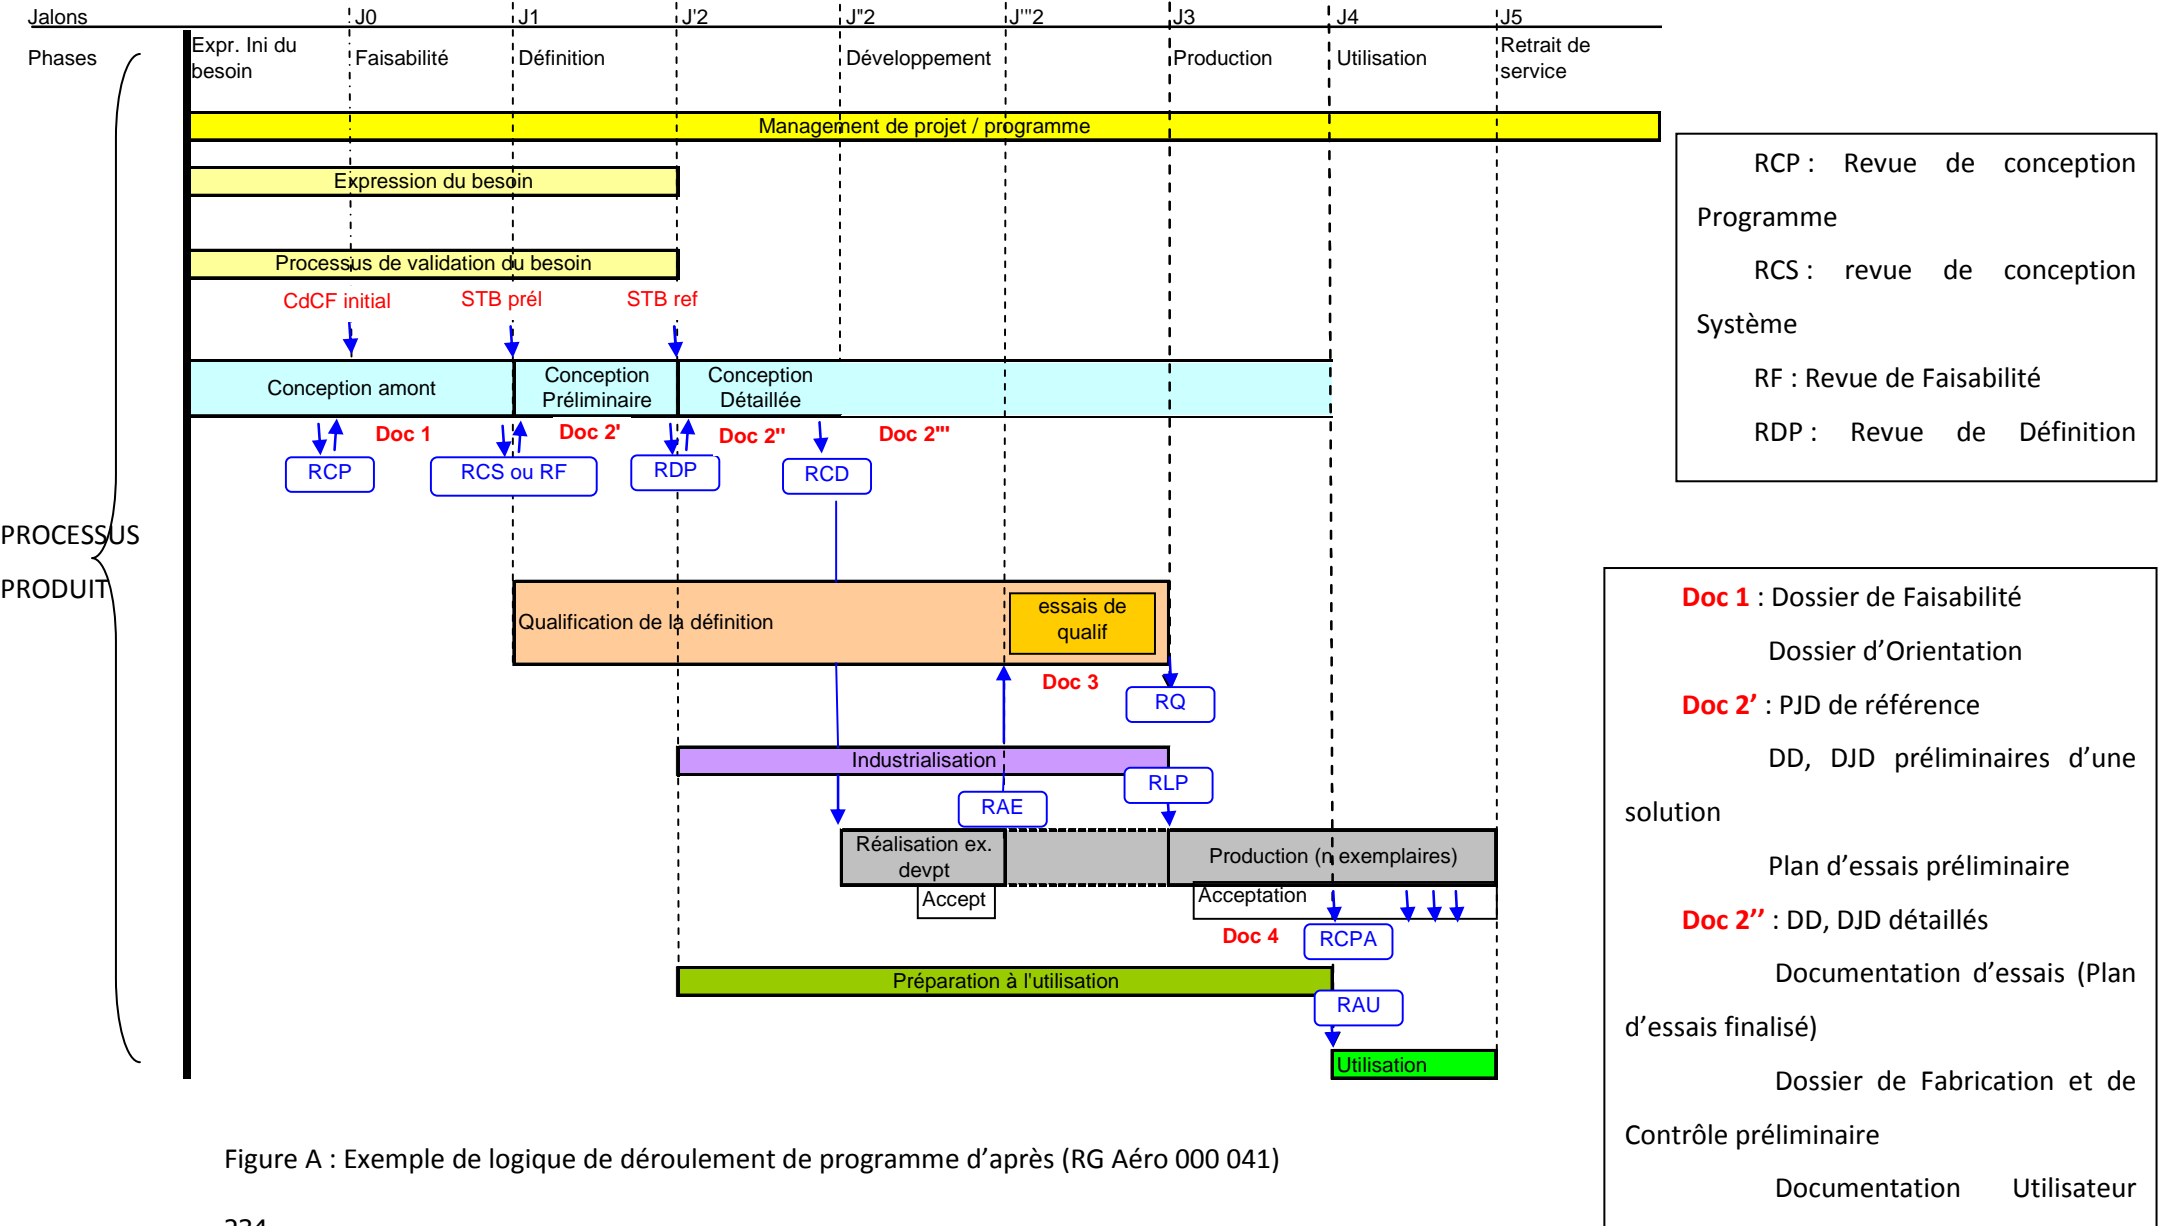 Jalons J0 J1 J'2 J"2 J'"2 J3 J4 J5
Phases
Expr. Ini du
besoin
Faisabilité
Définition
Développement
Production
Utilisation
Retrait de
service
Management de projet / programme
Expression du besoin
Processus de validation du besoin
CdCF initial STB prél STB ref
Conception amont
Conception
Préliminaire
Conception
Détaillée
Doc 1 Doc 2' Doc 2" Doc 2'"
RCP RCS ou RF RDP RCD
PROCESSUS
PRODUIT
Qualification de la définition
essais de
qualif
Doc 3
RQ
Industrialisation
RLP
RAE
Réalisation ex.
devpt
Production (n exemplaires)
Accept
Acceptation
Doc 4
RCPA
Préparation à l'utilisation
RAU
Utilisation
RCP : Revue de conception
Programme
RCS : revue de conception
Système
RF : Revue de Faisabilité
RDP : Revue de Définition
Doc 1 : Dossier de Faisabilité
Dossier d’Orientation
Doc 2’ : PJD de référence
DD, DJD préliminaires d’une
solution
Plan d’essais préliminaire
Doc 2’’ : DD, DJD détaillés
Documentation d’essais (Plan
d’essais finalisé)
Dossier de Fabrication et de
Contrôle préliminaire
Documentation Utilisateur
Figure A : Exemple de logique de déroulement de programme d’après (RG Aéro 000 041)